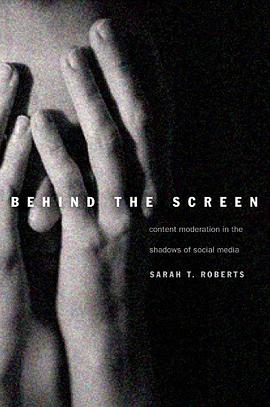 BEHIND THE SCREEN
content moderation in the
shadows of social media
SARAH T. ROBERTS